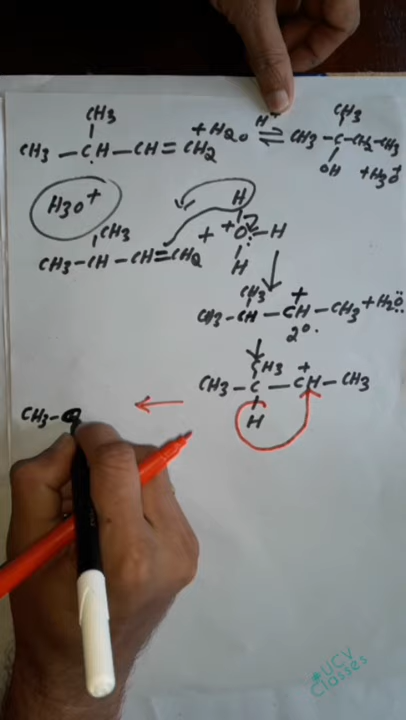 CH3 CH3
CH3 - CH - CH = CH2 + H2O H+ ⇌ CH3 - C - CH2 - CH3
OH + H3O+
H3O+
CH3 H
CH3 - CH - CH = CH2 + +O: - H
H
CH3 +
CH3 - CH - CH - CH3 + H2O
2°.
CH3 +
CH3 - C - CH - CH3
H
CH3 - C
#UCV
Classes